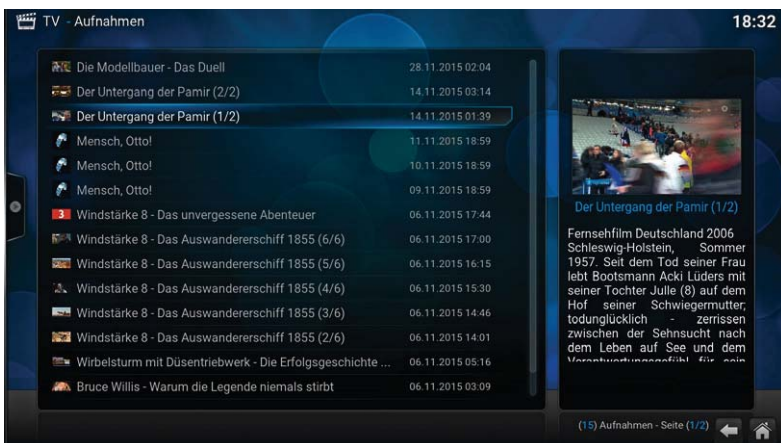 TV - Aufnahmen
18:32
Die Modellbauer - Das Duell 28.11.2015 02:04
Der Untergang der Pamir (2/2) 14.11.2015 03:14
Der Untergang der Pamir (1/2) 14.11.2015 01:39
Mensch, Otto! 11.11.2015 18:59
Mensch, Otto! 10.11.2015 18:59
Mensch, Otto! 09.11.2015 18:59
3 Windstärke 8 - Das unvergessene Abenteuer 06.11.2015 17:44
Windstärke 8 - Das Auswandererschiff 1855 (6/6) 06.11.2015 17:00
Windstärke 8 - Das Auswandererschiff 1855 (5/6) 06.11.2015 16:15
Windstärke 8 - Das Auswandererschiff 1855 (4/6) 06.11.2015 15:30
Windstärke 8 - Das Auswandererschiff 1855 (3/6) 06.11.2015 14:46
Windstärke 8 - Das Auswandererschiff 1855 (2/6) 06.11.2015 14:01
Wirbelsturm mit Düsentriebwerk - Die Erfolgsgeschichte ... 06.11.2015 05:16
Bruce Willis - Warum die Legende niemals stirbt 06.11.2015 03:09
Der Untergang der Pamir (1/2)
Fernsehfilm Deutschland 2006
Schleswig-Holstein, Sommer
1957. Seit dem Tod seiner Frau
lebt Bootsmann Acki Lüders mit
seiner Tochter Julle (8) auf dem
Hof seiner Schwiegermutter;
todunglücklich - zerrissen
zwischen der Sehnsucht nach
dem Leben auf See und dem
Verantwortungsgefühl für sein
(15) Aufnahmen - Seite (1/2)